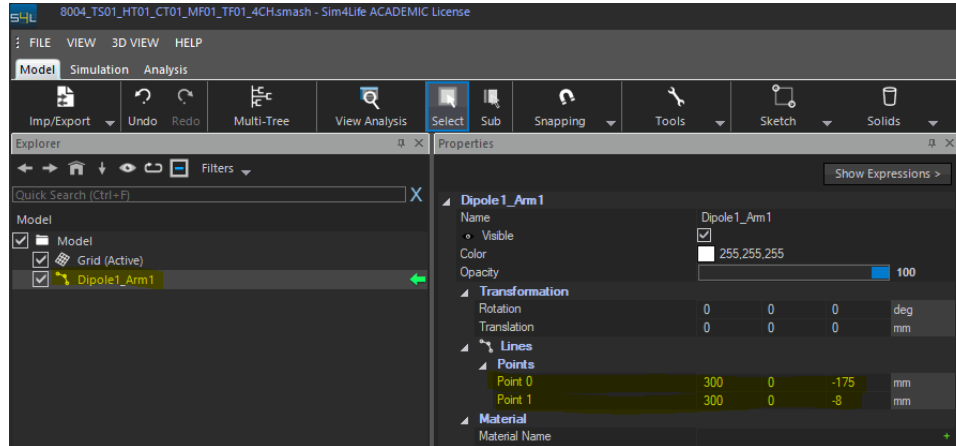 S4L 8004_TS01_HT01_CT01_MF01_TF01_4CH.smash - Sim4Life ACADEMIC License
FILE VIEW 3D VIEW HELP
Model Simulation Analysis
Imp/Export Undo Redo Multi-Tree View Analysis Select Sub Snapping Tools Sketch Solids
Explorer
Filters
Quick Search (Ctrl+F) X
Model
Model
Grid (Active)
Dipole1_Arm1
Properties
Show Expressions >
Dipole1_Arm1
Name Dipole1_Arm1
Visible
Color 255,255,255
Opacity 100
Transformation
Rotation 0 0 0 deg
Translation 0 0 0 mm
Lines
Points
Point 0 300 0 -175 mm
Point 1 300 0 -8 mm
Material
Material Name +